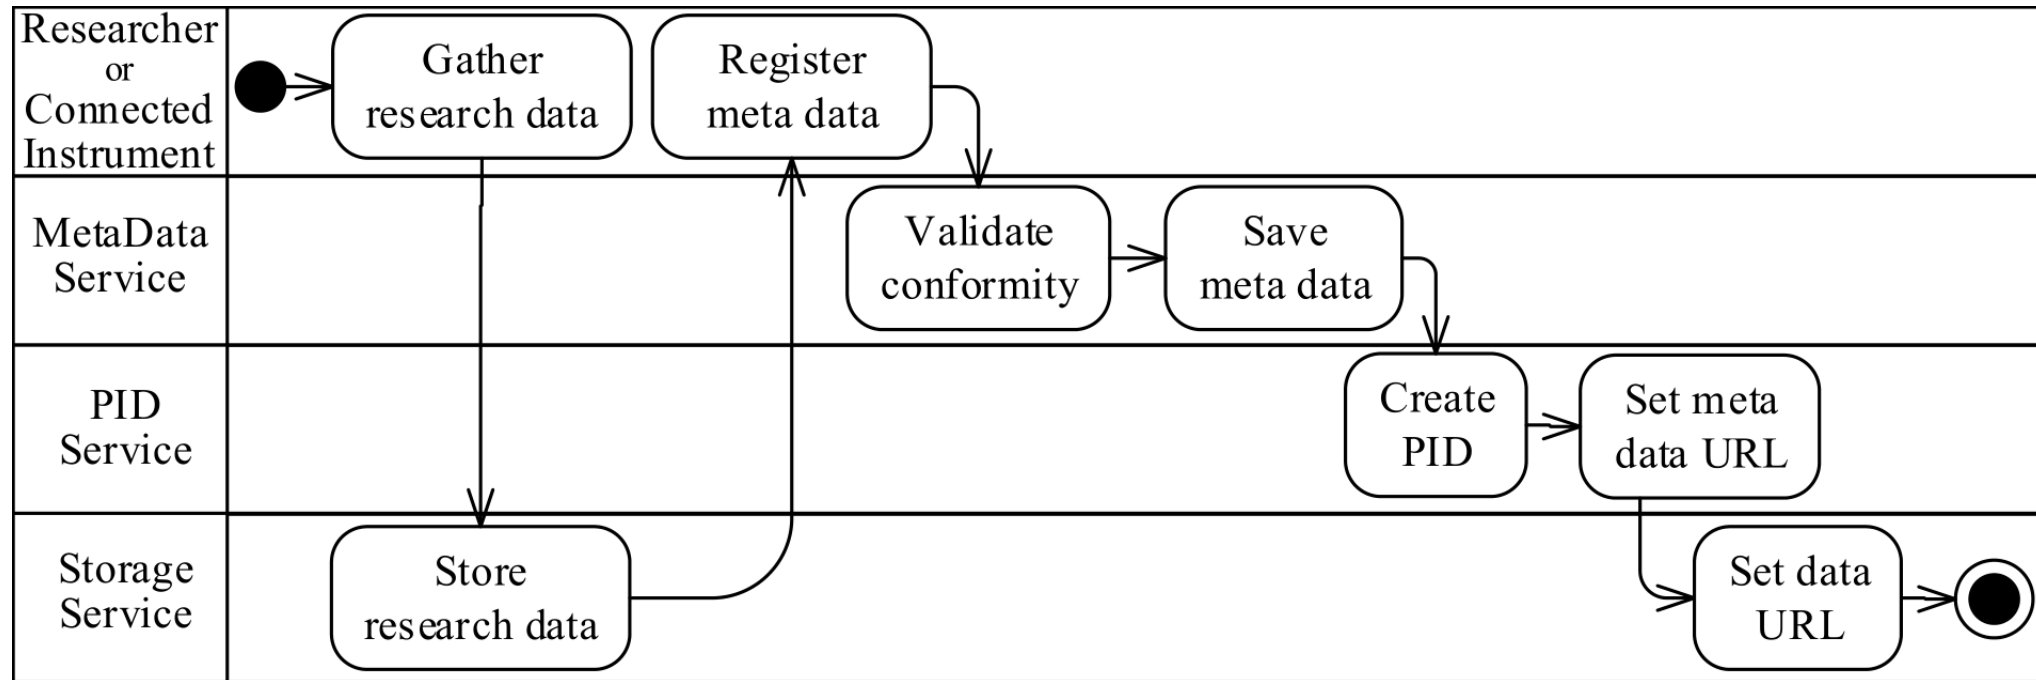 Researcher
or
Connected
Instrument
Gather
research data
Register
meta data
MetaData
Service
Validate
conformity
Save
meta data
PID
Service
Create
PID
Set meta
data URL
Storage
Service
Store
research data
Set data
URL